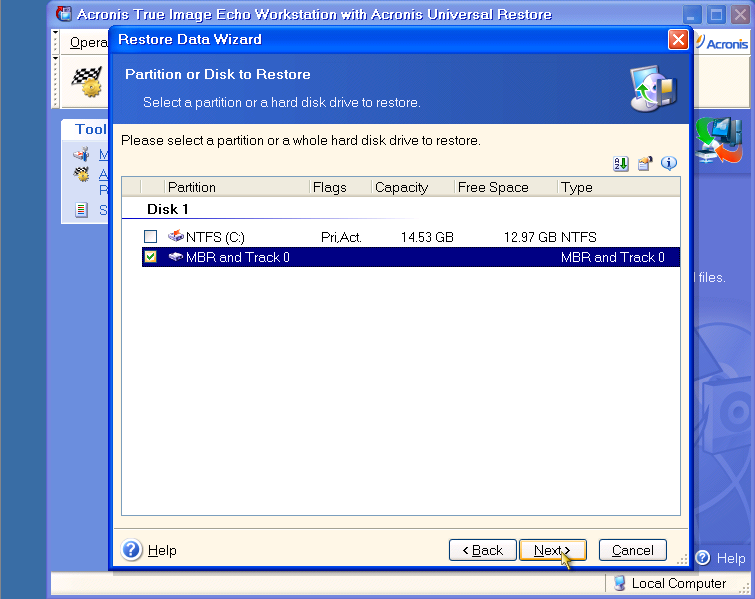 Acronis True Image Echo Workstation with Acronis Universal Restore
Opera
Acronis
Restore Data Wizard
Partition or Disk to Restore
Select a partition or a hard disk drive to restore.
Tool
M
A
R
S
Please select a partition or a whole hard disk drive to restore.
Partition Flags Capacity Free Space Type
Disk 1
NTFS (C:) Pri,Act. 14.53 GB 12.97 GB NTFS
MBR and Track 0 MBR and Track 0
files.
Help < Back Next > Cancel
Help
Local Computer